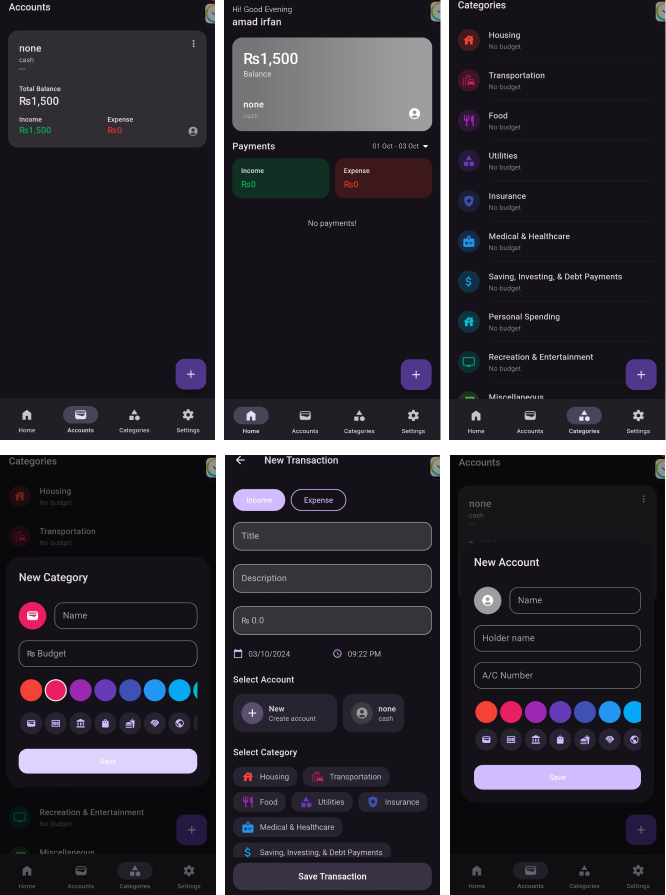 Accounts
none
cash
---
Total Balance
₨1,500
Income
Expense
₨1,500
₨0
Home
Accounts
Categories
Settings
Hi! Good Evening
amad irfan
₨1,500
Balance
none
cash
Payments
01 Oct - 03 Oct
Income
Expense
₨0
₨0
No payments!
Home
Accounts
Categories
Settings
Categories
Housing
No budget
Transportation
No budget
Food
No budget
Utilities
No budget
Insurance
No budget
Medical & Healthcare
No budget
Saving, Investing, & Debt Payments
No budget
Personal Spending
No budget
Recreation & Entertainment
No budget
Miscellaneous
Home
Accounts
Categories
Settings
Categories
Housing
No budget
Transportation
No budget
New Category
Name
₨ Budget
Save
Recreation & Entertainment
No budget
Miscellaneous
Home
Accounts
Categories
Settings
New Transaction
Income
Expense
Title
Description
₨ 0.0
03/10/2024
09:22 PM
Select Account
New
Create account
none
cash
Select Category
Housing
Transportation
Food
Utilities
Insurance
Medical & Healthcare
Saving, Investing, & Debt Payments
Save Transaction
Accounts
none
cash
---
New Account
Name
Holder name
A/C Number
Save
Home
Accounts
Categories
Settings